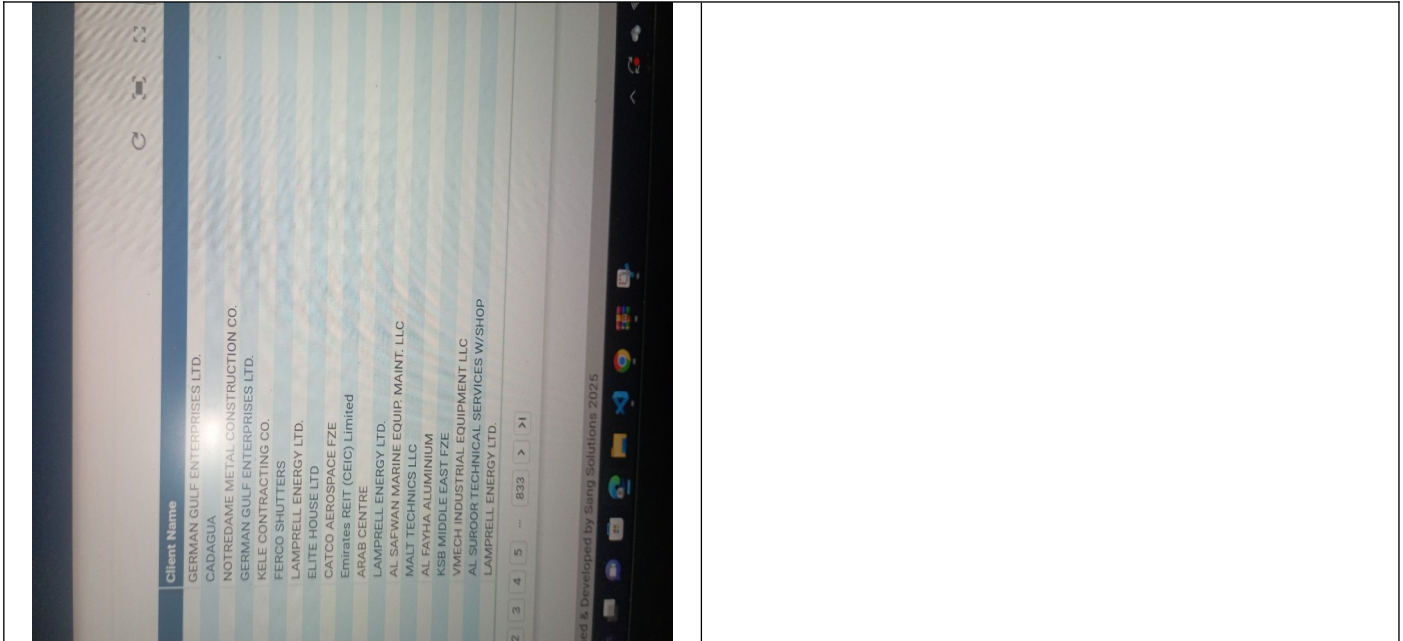 Client Name
GERMAN GULF ENTERPRISES LTD.
CADAGUA
NOTREDAME METAL CONSTRUCTION CO.
GERMAN GULF ENTERPRISES LTD.
KELE CONTRACTING CO.
FERCO SHUTTERS
LAMPRELL ENERGY LTD.
ELITE HOUSE LTD
CATCO AEROSPACE FZE
Emirates REIT (CEIC) Limited
ARAB CENTRE
LAMPRELL ENERGY LTD.
AL SAFWAN MARINE EQUIP. MAINT. LLC
MALT TECHNICS LLC
AL FAYHA ALUMINIUM
KSB MIDDLE EAST FZE
VMECH INDUSTRIAL EQUIPMENT LLC
AL SUROOR TECHNICAL SERVICES W/SHOP
LAMPRELL ENERGY LTD.
2 3 4 5 ... 833 > >|
ed & Developed by Sang Solutions 2025